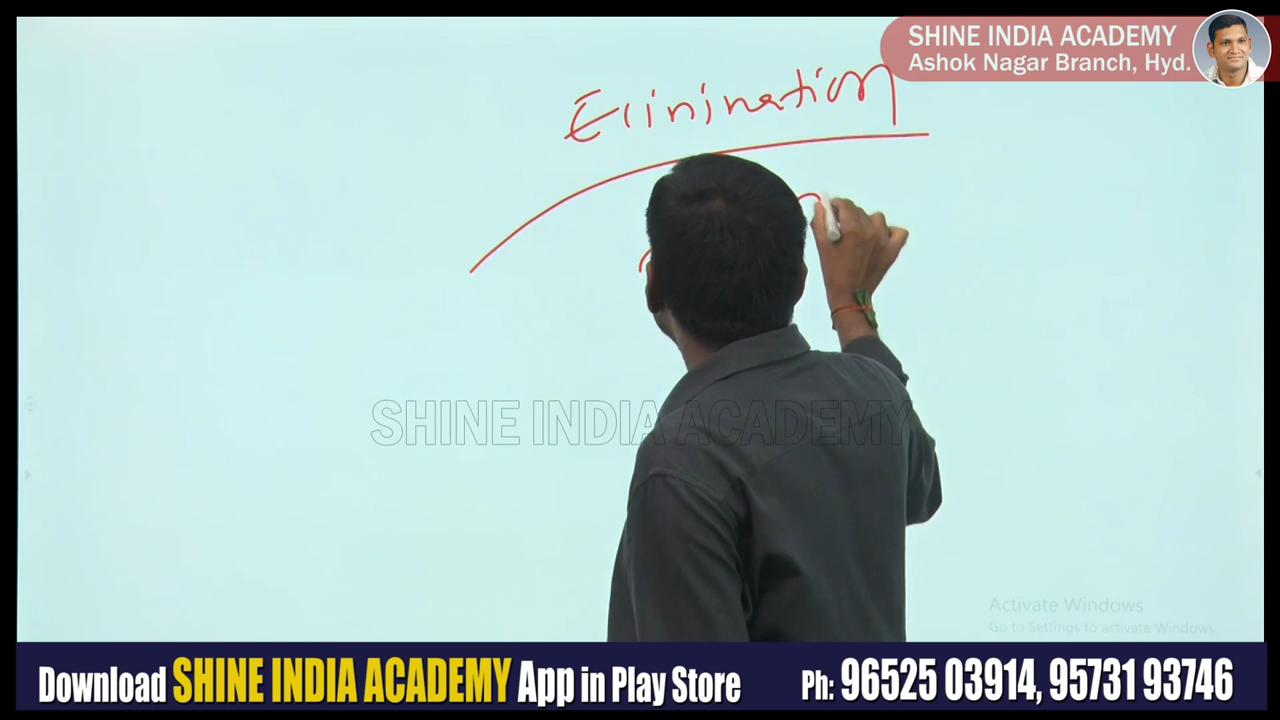 SHINE INDIA ACADEMY
Ashok Nagar Branch, Hyd.
Elinination
SHINE INDIA ACADEMY
Activate Windows
Go to Settings to activate Windows.
Download SHINE INDIA ACADEMY App in Play Store
Ph: 96525 03914, 95731 93746